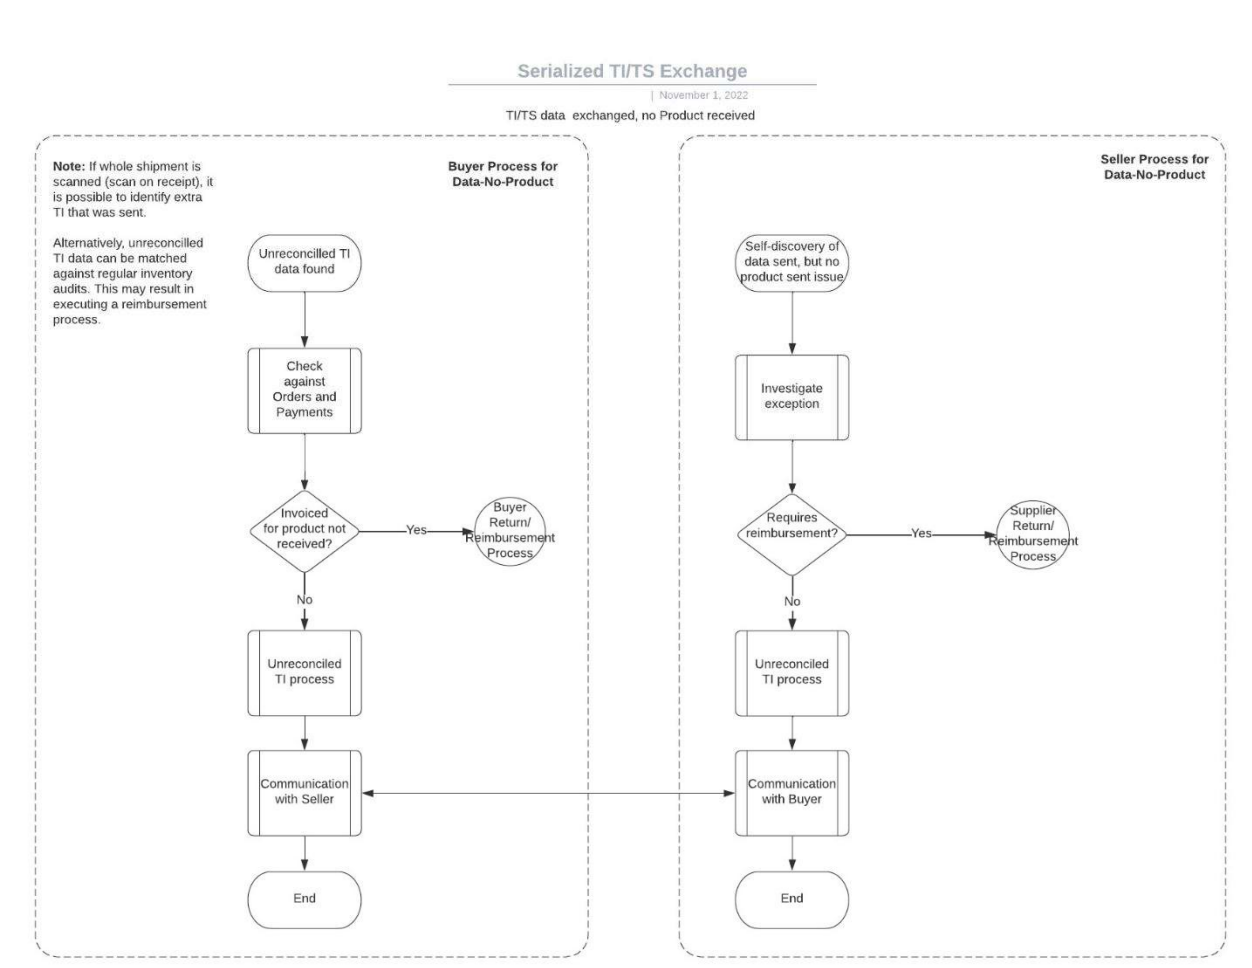 Serialized TI/TS Exchange
| November 1, 2022
TI/TS data exchanged, no Product received
Note: If whole shipment is
scanned (scan on receipt), it
is possible to identify extra
TI that was sent.
Alternatively, unreconcilled
TI data can be matched
against regular inventory
audits. This may result in
executing a reimbursement
process.
Buyer Process for
Data-No-Product
Unreconcilled TI
data found
Check
against
Orders and
Payments
Invoiced
for product not
received?
Yes
Buyer
Return/
Reimbursement
Process
No
Unreconciled
TI process
Communication
with Seller
End
Seller Process for
Data-No-Product
Self-discovery of
data sent, but no
product sent issue
Investigate
exception
Requires
reimbursement?
Yes
Supplier
Return/
Reimbursement
Process
No
Unreconciled
TI process
Communication
with Buyer
End